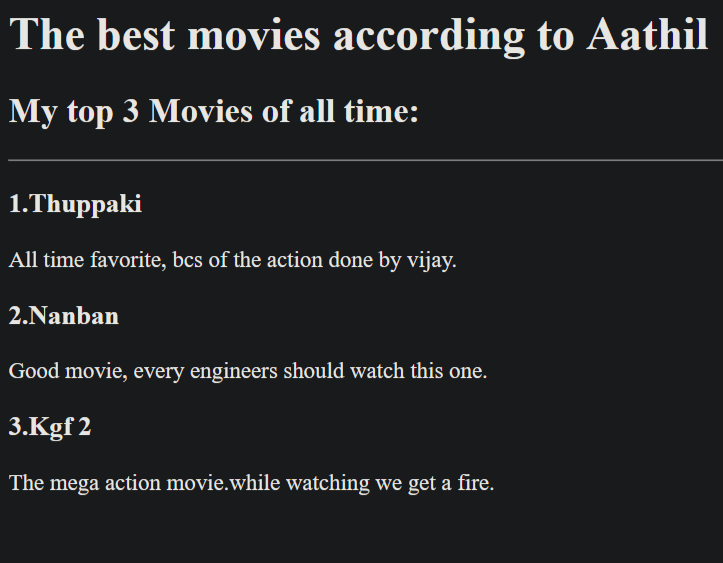 The best movies according to Aathil
My top 3 Movies of all time:
1.Thuppaki
All time favorite, bcs of the action done by vijay.
2.Nanban
Good movie, every engineers should watch this one.
3.Kgf 2
The mega action movie.while watching we get a fire.